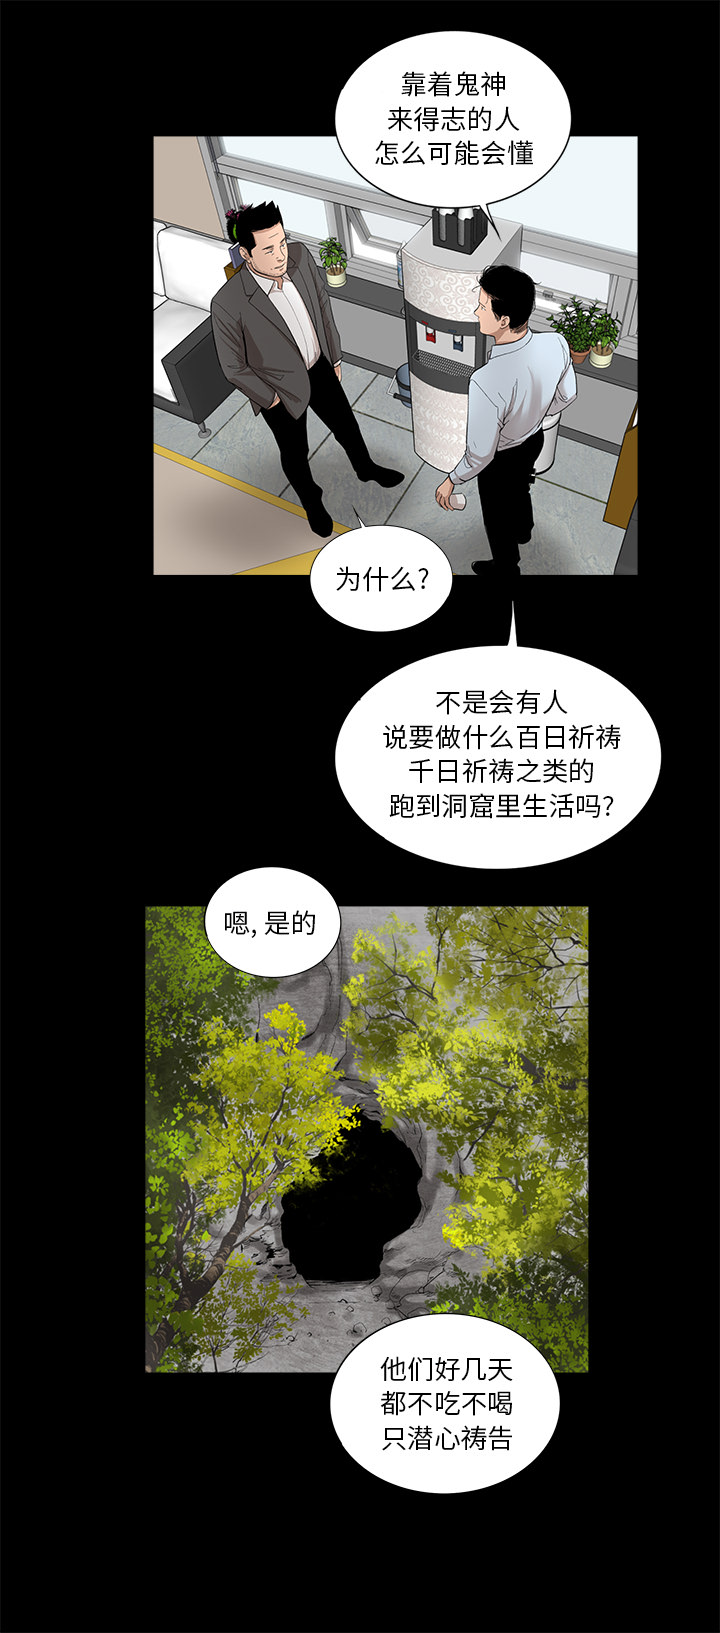 靠着鬼神
来得志的人
怎么可能会懂
为什么?
不是会有人
说要做什么百日祈祷
千日祈祷之类的
跑到洞窟里生活吗?
嗯, 是的
他们好几天
都不吃不喝
只潜心祷告